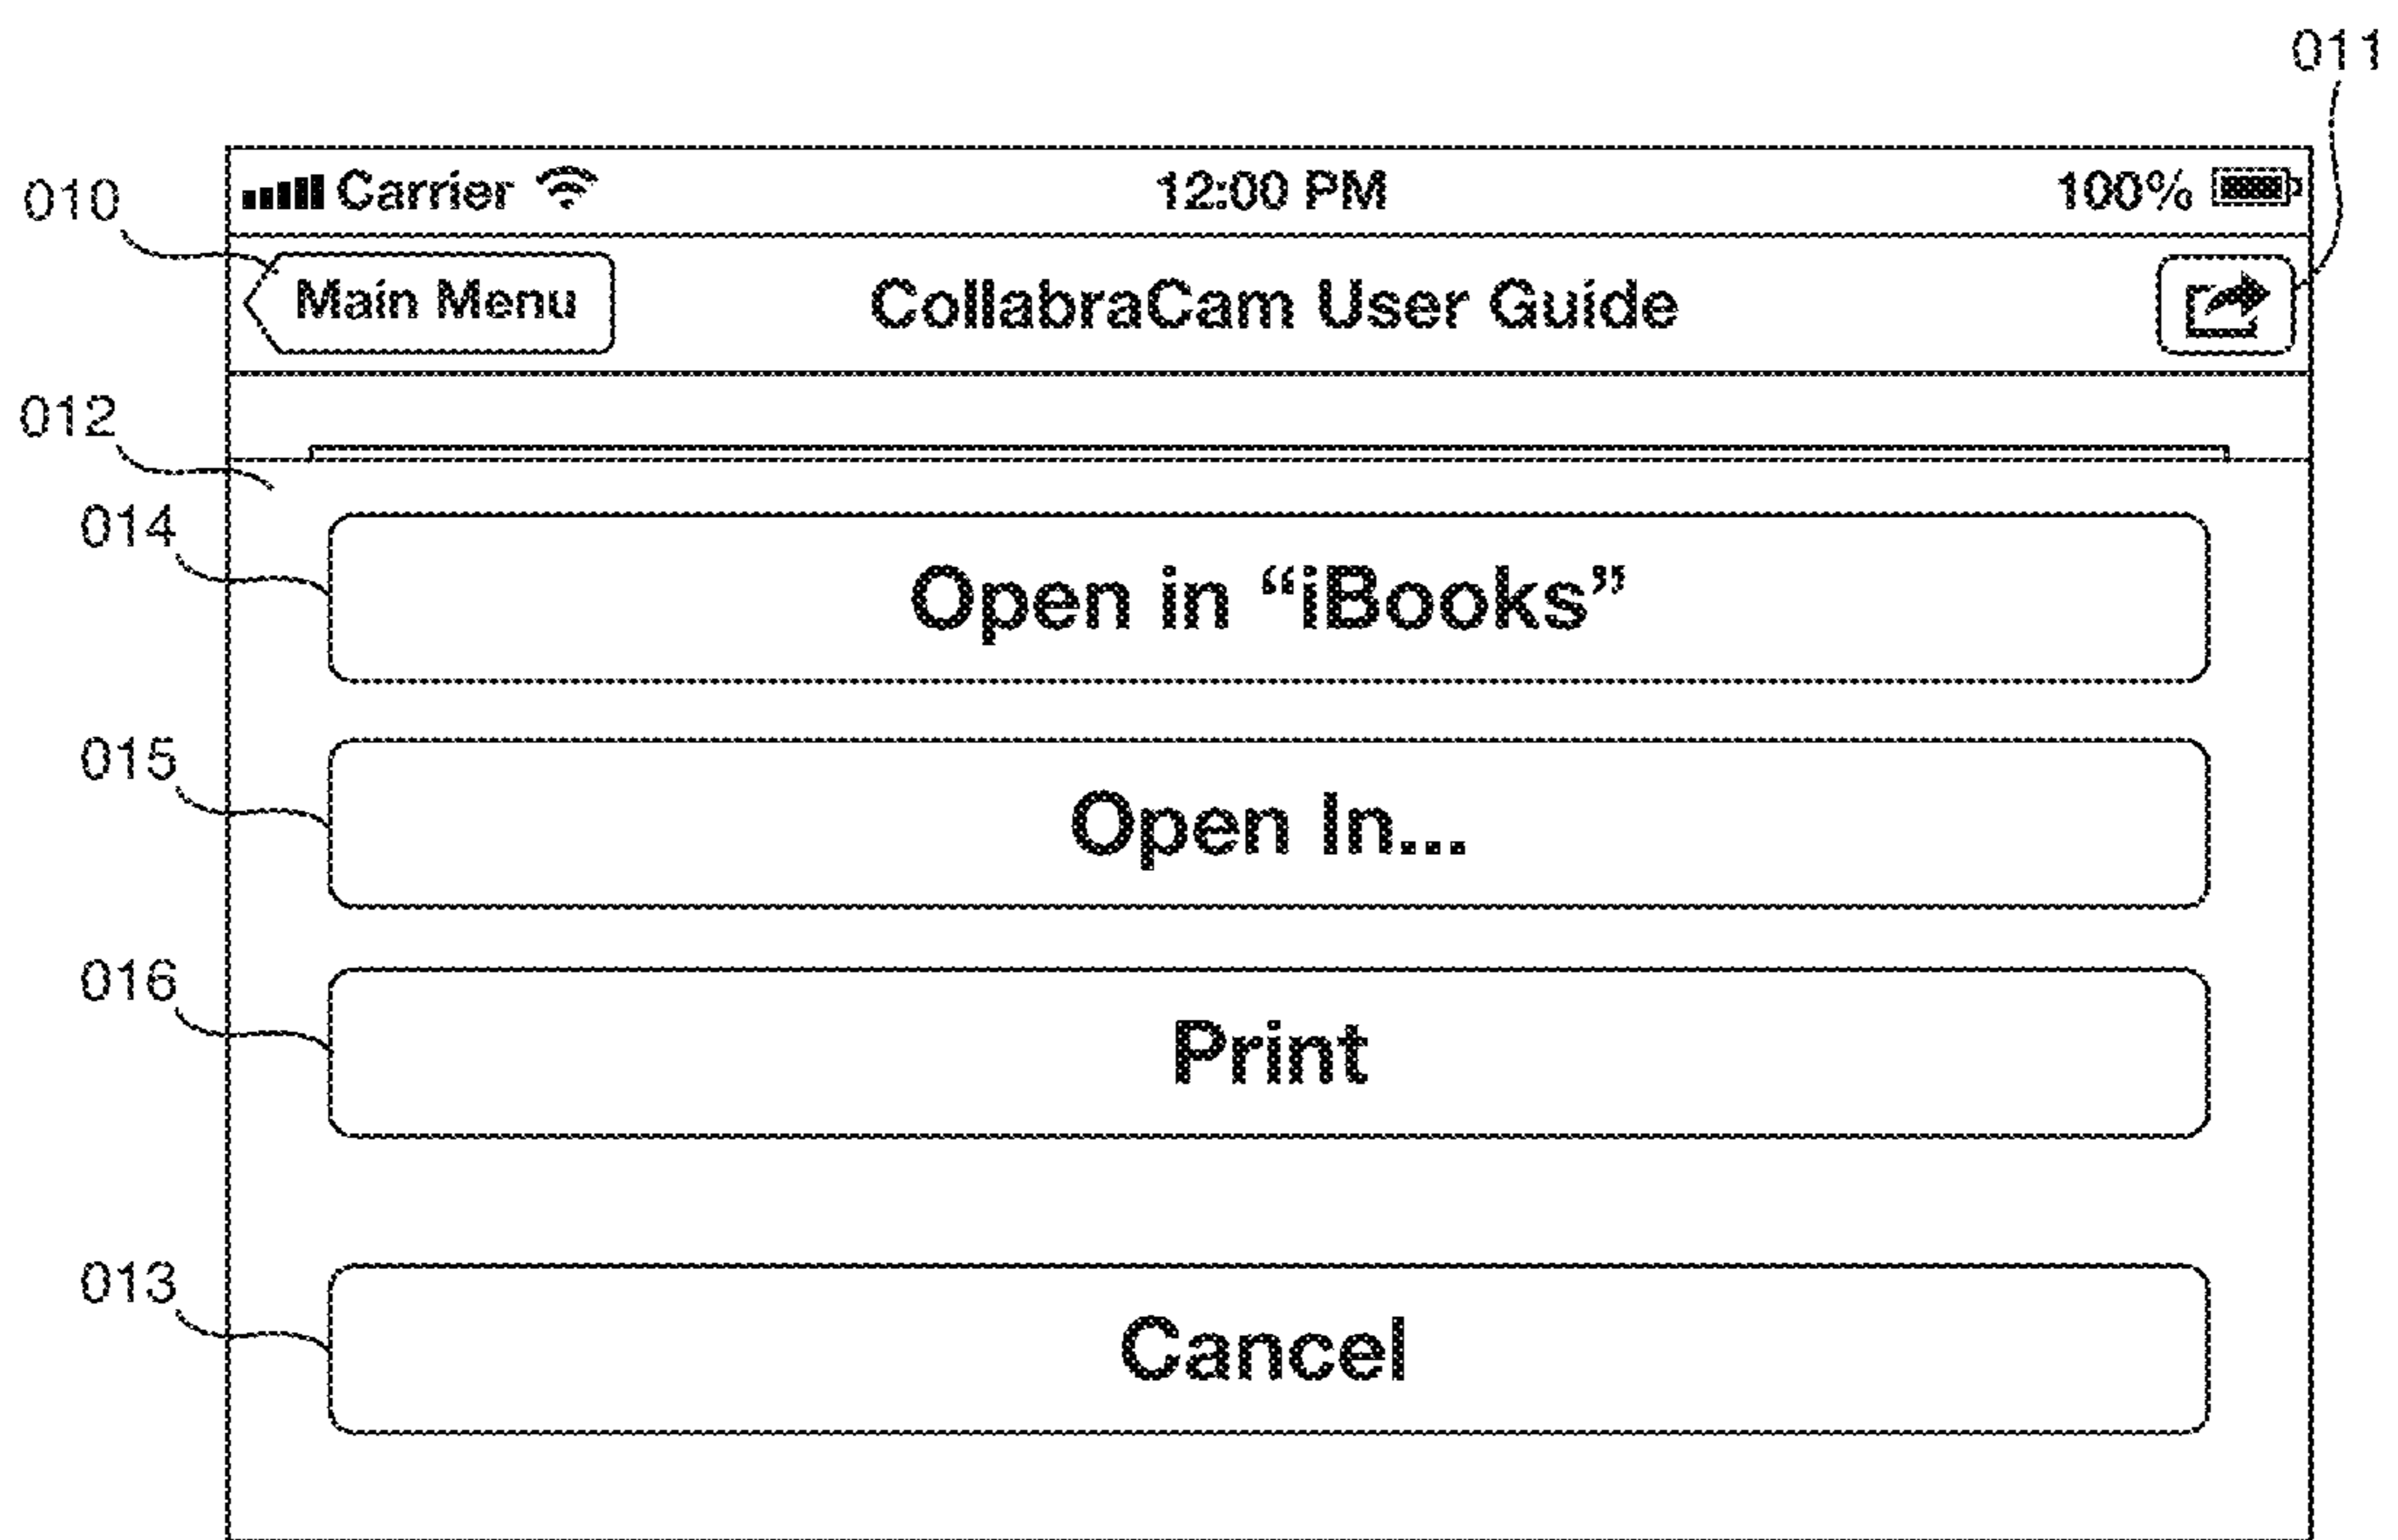 011
010
Carrier 12:00 PM 100%
Main Menu CollabraCam User Guide
012
014
Open in “iBooks”
015
Open In...
016
Print
013
Cancel